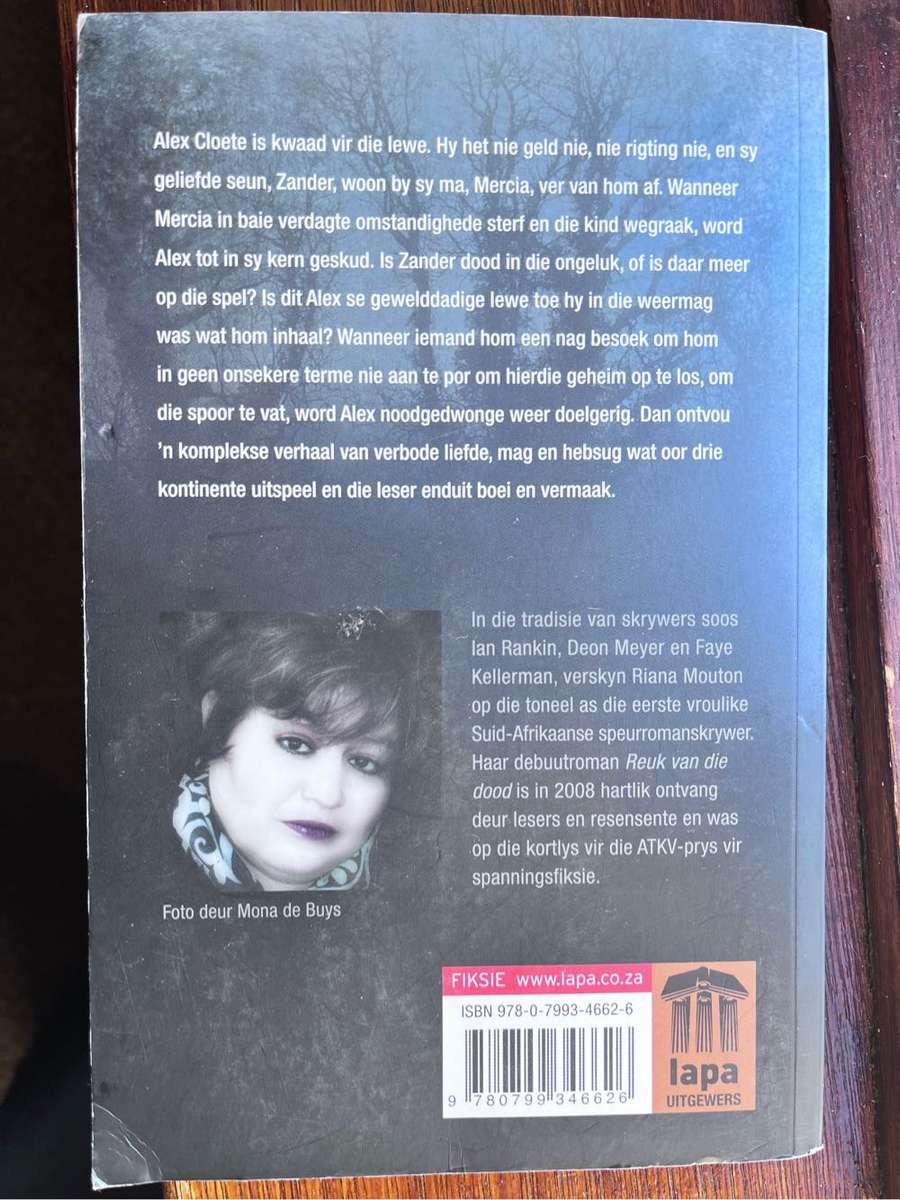 Alex Cloete is kwaad vir die lewe. Hy het nie geld nie, nie rigting nie, en sy
geliefde seun, Zander, woon by sy ma, Mercia, ver van hom af. Wanneer
Mercia in baie verdagte omstandighede sterf en die kind wegraak, word
Alex tot in sy kern geskud. Is Zander dood in die ongeluk, of is daar meer
op die spel? Is dit Alex se gewelddadige lewe toe hy in die weermag
was wat hom inhaal? Wanneer iemand hom een nag besoek om hom
in geen onsekere terme nie aan te por om hierdie geheim op te los, om
die spoor te vat, word Alex noodgedwonge weer doelgerig. Dan ontvou
'n komplekse verhaal van verbode liefde, mag en hebsug wat oor drie
kontinente uitspeel en die leser enduit boei en vermaak.
In die tradisie van skrywers soos
Ian Rankin, Deon Meyer en Faye
Kellerman, verskyn Riana Mouton
op die toneel as die eerste vroulike
Suid-Afrikaanse speurromanskrywer.
Haar debuutroman Reuk van die
dood is in 2008 hartlik ontvang
deur lesers en resensente en was
op die kortlys vir die ATKV-prys vir
spanningsfiksie.
Foto deur Mona de Buys
FIKSIE www.lapa.co.za
ISBN 978-0-7993-4662-6
9 780799 346626
lapa
UITGEWERS